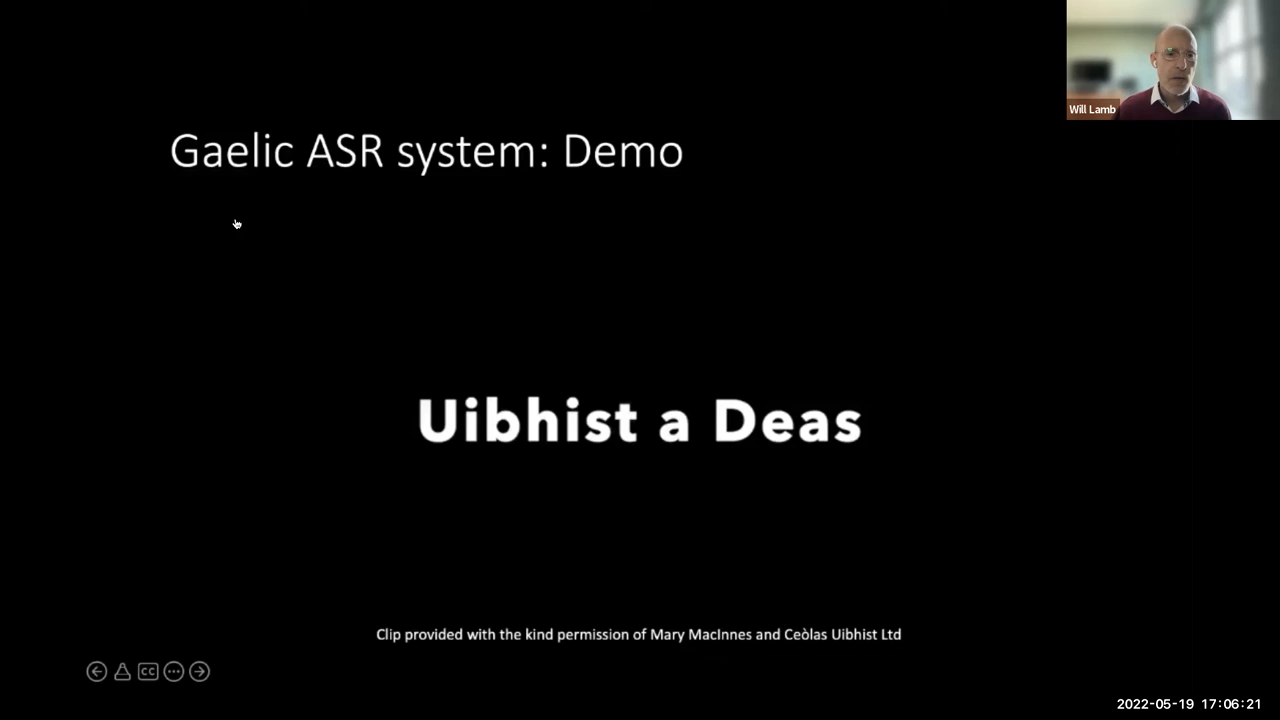 Will Lamb
Gaelic ASR system: Demo
Uibhist a Deas
Clip provided with the kind permission of Mary MacInnes and Ceòlas Uibhist Ltd
CC
2022-05-19 17:06:21